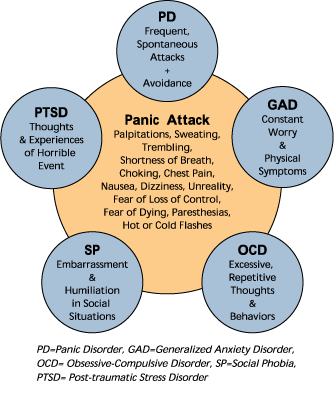 PD
Frequent,
Spontaneous
Attacks
+
Avoidance
PTSD
Thoughts
& Experiences
of Horrible
Event
Panic Attack
Palpitations, Sweating,
Trembling,
Shortness of Breath,
Choking, Chest Pain,
Nausea, Dizziness, Unreality,
Fear of Loss of Control,
Fear of Dying, Paresthesias,
Hot or Cold Flashes
GAD
Constant
Worry
&
Physical
Symptoms
SP
Embarrassment
&
Humiliation
in Social
Situations
OCD
Excessive,
Repetitive
Thoughts
&
Behaviors
PD=Panic Disorder, GAD=Generalized Anxiety Disorder,
OCD= Obsessive-Compulsive Disorder, SP=Social Phobia,
PTSD= Post-traumatic Stress Disorder